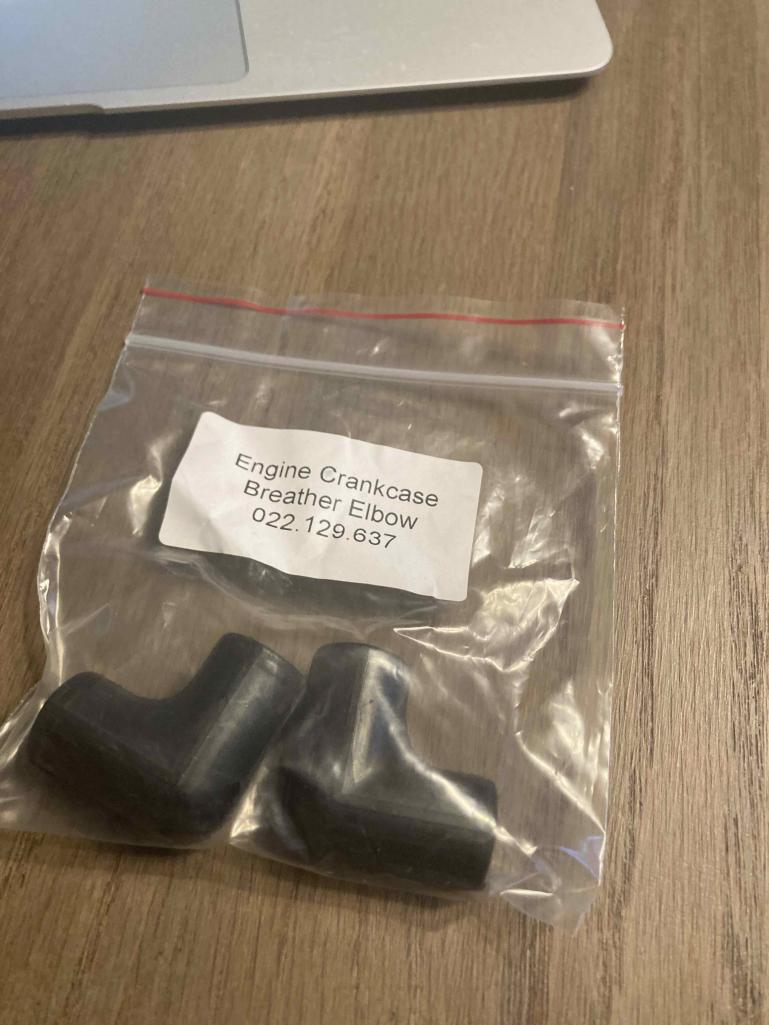 Engine Crankcase
Breather Elbow
022.129.637